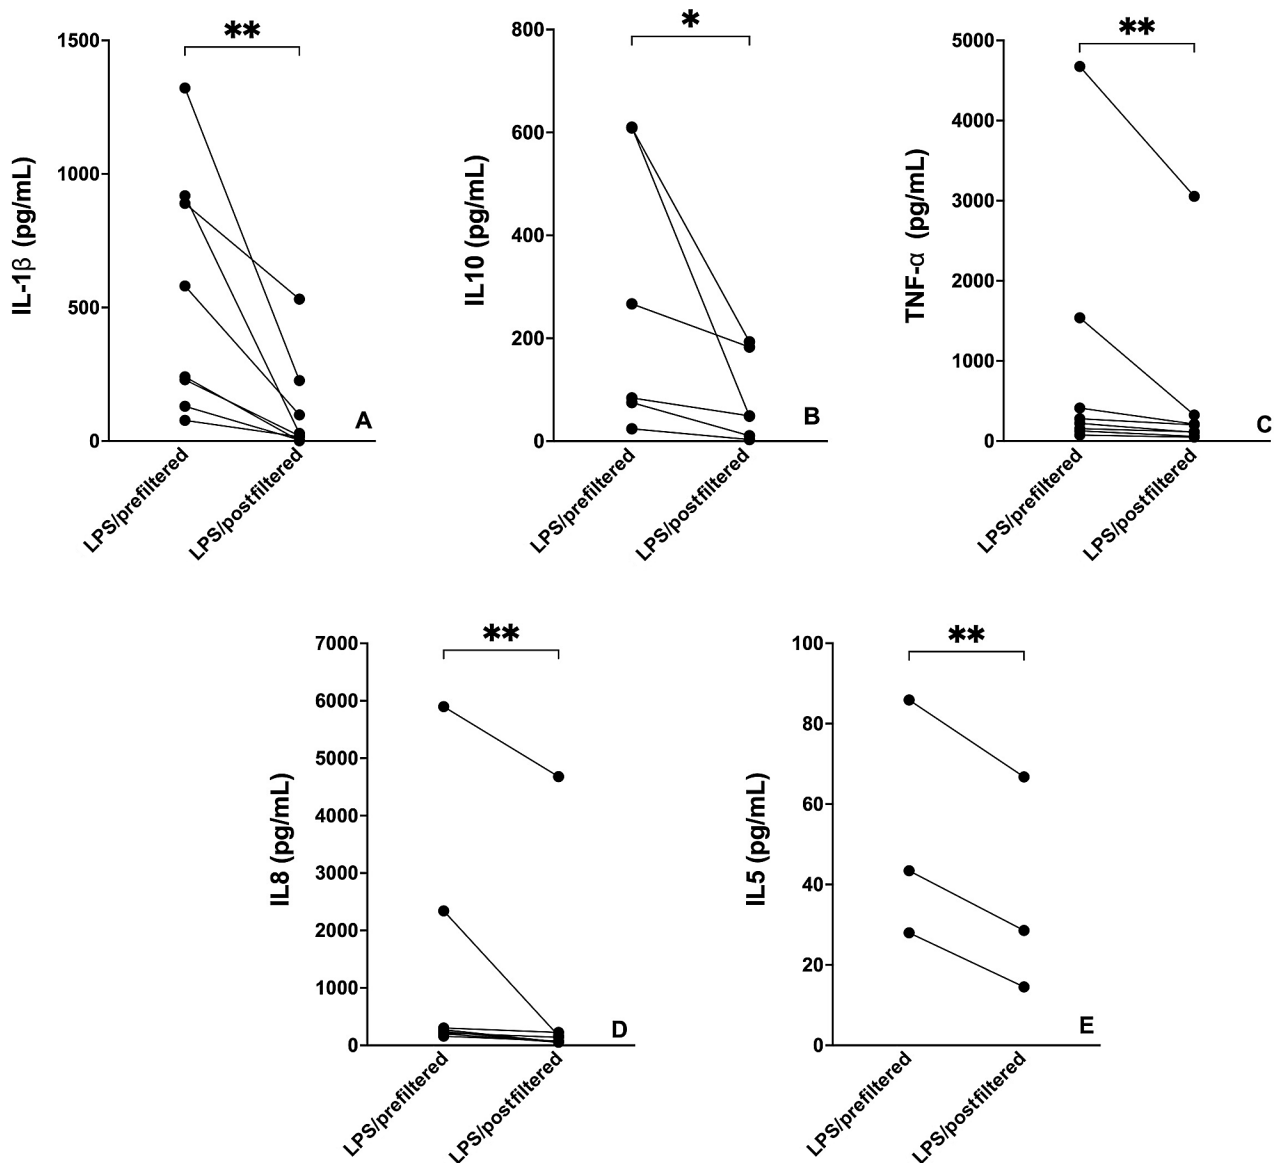 **
1500
1000
500
0
IL-1β (pg/mL)
A
LPS/prefiltered
LPS/postfiltered
*
800
600
400
200
0
IL10 (pg/mL)
B
LPS/prefiltered
LPS/postfiltered
**
5000
4000
3000
2000
1000
0
TNF-α (pg/mL)
C
LPS/prefiltered
LPS/postfiltered
**
7000
6000
5000
4000
3000
2000
1000
0
IL8 (pg/mL)
D
LPS/prefiltered
LPS/postfiltered
**
100
80
60
40
20
0
IL5 (pg/mL)
E
LPS/prefiltered
LPS/postfiltered